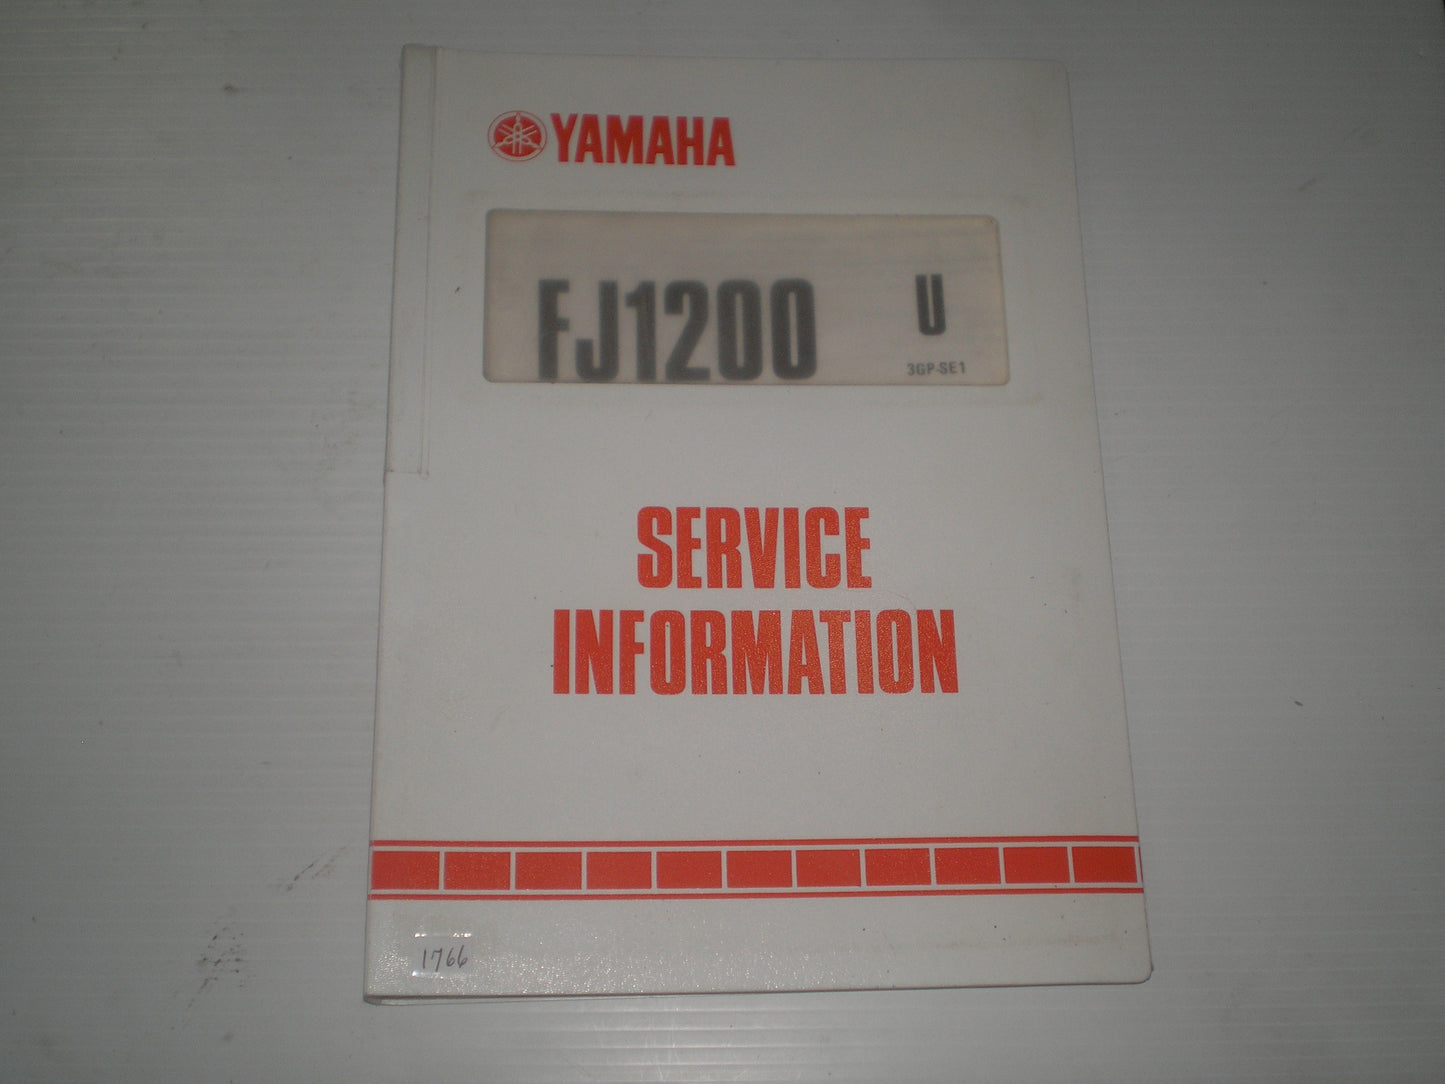 YAMAHA
FJ1200 U
3GP-SE1
SERVICE
INFORMATION
1766